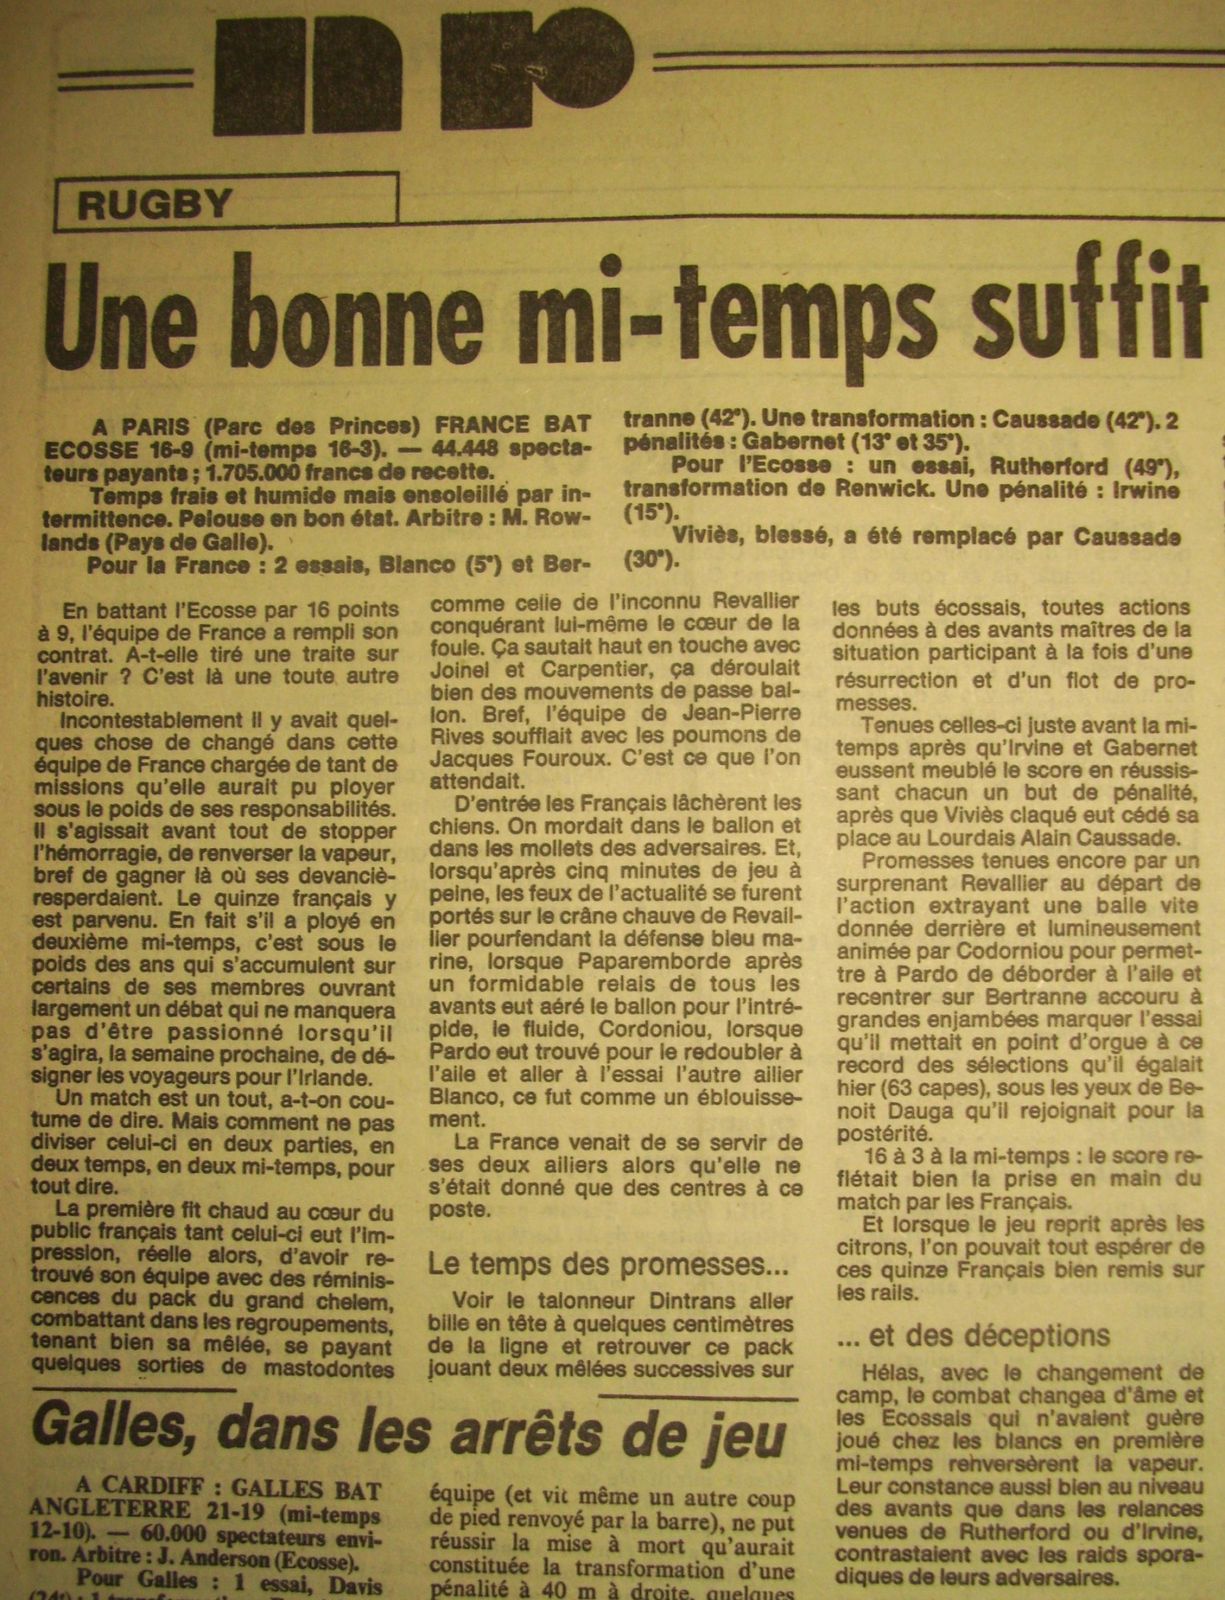 nr
RUGBY
Une bonne mi-temps suffit
A PARIS (Parc des Princes) FRANCE BAT
ECOSSE 16-9 (mi-temps 16-3). — 44.448 specta-
teurs payants ; 1.705.000 francs de recette.
Temps frais et humide mais ensoleillé par in-
termittence. Pelouse en bon état. Arbitre : M. Row-
lands (Pays de Galle).
Pour la France : 2 essais, Blanco (5e) et Ber-
tranne (42e). Une transformation : Caussade (42e). 2
pénalités : Gabernet (13e et 35e).
Pour l'Ecosse : un essai, Rutherford (49e),
transformation de Renwick. Une pénalité : Irwine
(15e).
Viviès, blessé, a été remplacé par Caussade
(30e).
En battant l'Ecosse par 16 points
à 9, l'équipe de France a rempli son
contrat. A-t-elle tiré une traite sur
l'avenir ? C'est là une toute autre
histoire.
Incontestablement il y avait quel-
ques chose de changé dans cette
équipe de France chargée de tant de
missions qu'elle aurait pu ployer
sous le poids de ses responsabilités.
Il s'agissait avant tout de stopper
l'hémorragie, de renverser la vapeur,
bref de gagner là où ses devanciè-
resperdaient. Le quinze français y
est parvenu. En fait s'il a ployé en
deuxième mi-temps, c'est sous le
poids des ans qui s'accumulent sur
certains de ses membres ouvrant
largement un débat qui ne manquera
pas d'être passionné lorsqu'il
s'agira, la semaine prochaine, de dé-
signer les voyageurs pour l'Irlande.
Un match est un tout, a-t-on cou-
tume de dire. Mais comment ne pas
diviser celui-ci en deux parties, en
deux temps, en deux mi-temps, pour
tout dire.
La première fit chaud au cœur du
public français tant celui-ci eut l'im-
pression, réelle alors, d'avoir re-
trouvé son équipe avec des réminis-
cences du pack du grand chelem,
combattant dans les regroupements,
tenant bien sa mêlée, se payant
quelques sorties de mastodontes
comme celle de l'inconnu Revallier
conquérant lui-même le cœur de la
foule. Ça sautait haut en touche avec
Joinel et Carpentier, ça déroulait
bien des mouvements de passe bal-
lon. Bref, l'équipe de Jean-Pierre
Rives soufflait avec les poumons de
Jacques Fouroux. C'est ce que l'on
attendait.
D'entrée les Français lâchèrent les
chiens. On mordait dans le ballon et
dans les mollets des adversaires. Et,
lorsqu'après cinq minutes de jeu à
peine, les feux de l'actualité se furent
portés sur le crâne chauve de Revail-
lier pourfendant la défense bleu ma-
rine, lorsque Paparemborde après
un formidable relais de tous les
avants eut aéré le ballon pour l'intré-
pide, le fluide, Cordoniou, lorsque
Pardo eut trouvé pour le redoubler à
l'aile et aller à l'essai l'autre ailier
Blanco, ce fut comme un éblouisse-
ment.
La France venait de se servir de
ses deux ailiers alors qu'elle ne
s'était donné que des centres à ce
poste.
Le temps des promesses...
Voir le talonneur Dintrans aller
bille en tête à quelques centimètres
de la ligne et retrouver ce pack
jouant deux mêlées successives sur
les buts écossais, toutes actions
données à des avants maîtres de la
situation participant à la fois d'une
résurrection et d'un flot de pro-
messes.
Tenues celles-ci juste avant la mi-
temps après qu'Irvine et Gabernet
eussent meublé le score en réussis-
sant chacun un but de pénalité,
après que Viviès claqué eut cédé sa
place au Lourdais Alain Caussade.
Promesses tenues encore par un
surprenant Revallier au départ de
l'action extrayant une balle vite
donnée derrière et lumineusement
animée par Codorniou pour permet-
tre à Pardo de déborder à l'aile et
recentrer sur Bertranne accouru à
grandes enjambées marquer l'essai
qu'il mettait en point d'orgue à ce
record des sélections qu'il égalait
hier (63 capes), sous les yeux de Be-
noit Dauga qu'il rejoignait pour la
postérité.
16 à 3 à la mi-temps : le score re-
flétait bien la prise en main du
match par les Français.
Et lorsque le jeu reprit après les
citrons, l'on pouvait tout espérer de
ces quinze Français bien remis sur
les rails.
... et des déceptions
Hélas, avec le changement de
camp, le combat changea d'âme et
les Ecossais qui n'avaient guère
joué chez les blancs en première
mi-temps rehversèrent la vapeur.
Leur constance aussi bien au niveau
des avants que dans les relances
venues de Rutherford ou d'Irvine,
contrastaient avec les raids spora-
diques de leurs adversaires.
Galles, dans les arrêts de jeu
A CARDIFF : GALLES BAT
ANGLETERRE 21-19 (mi-temps
12-10). — 60.000 spectateurs envi-
ron. Arbitre : J. Anderson (Ecosse).
Pour Galles : 1 essai, Davis
équipe (et vit même un autre coup
de pied renvoyé par la barre), ne put
réussir la mise à mort qu'aurait
constituée la transformation d'une
pénalité à 40 m à droite, quelques